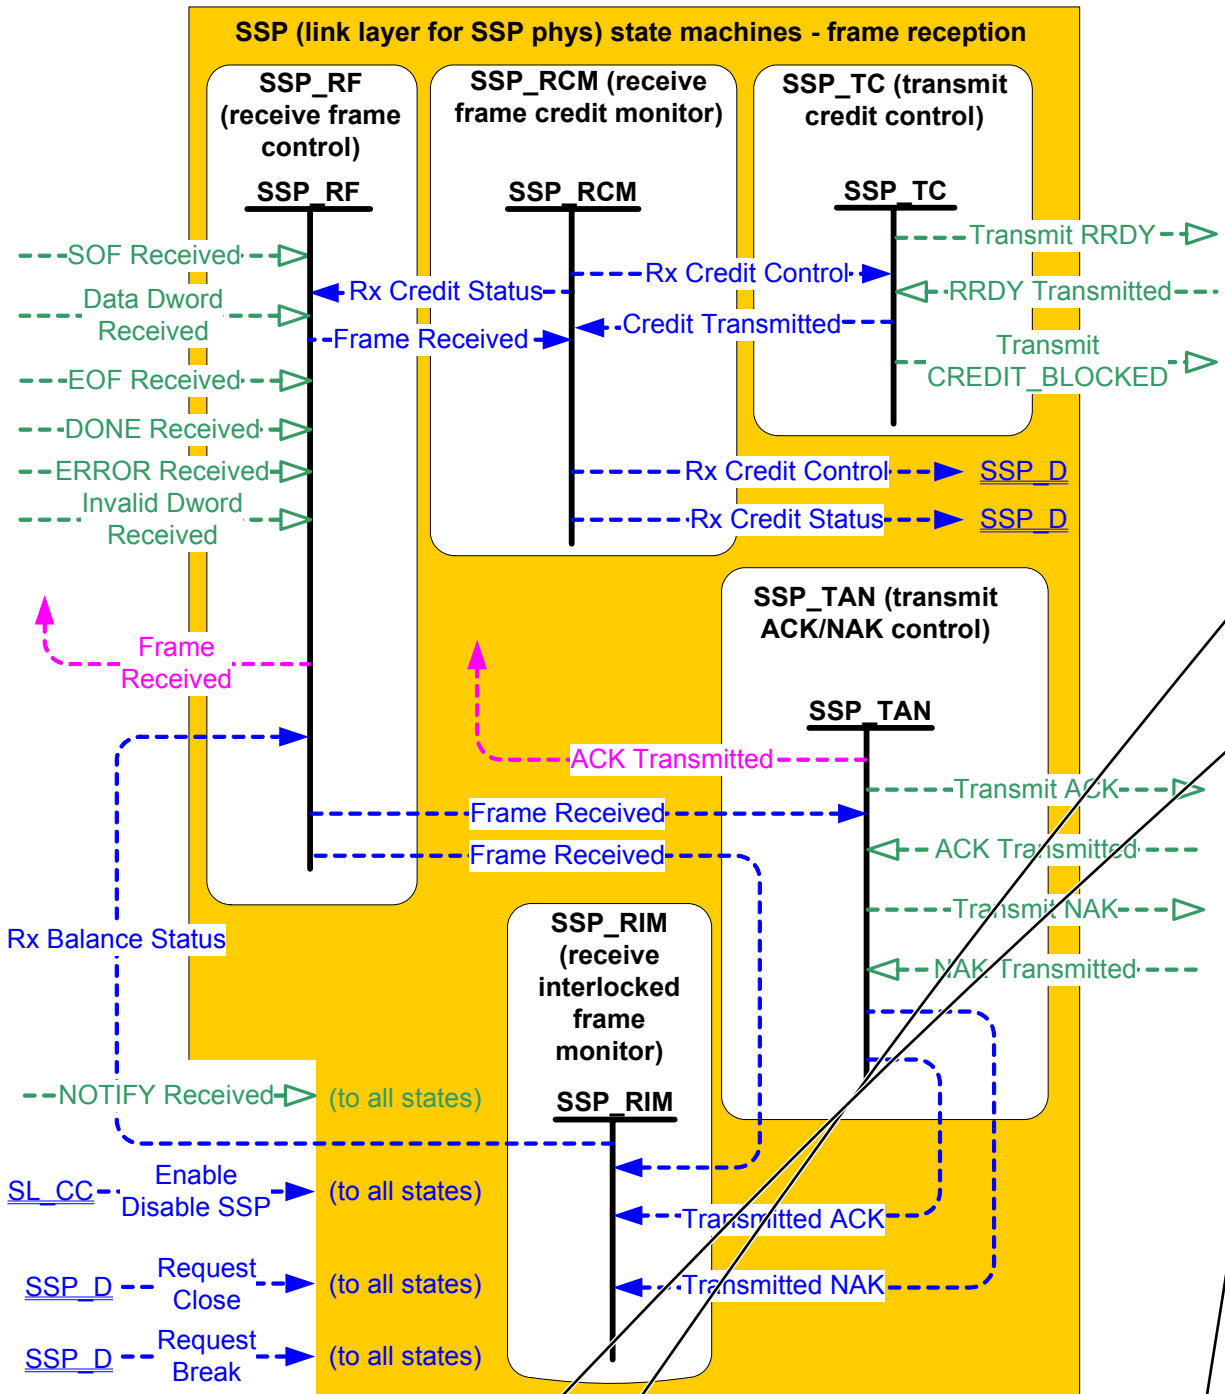 SSP (link layer for SSP phys) state machines - frame reception
SSP_RF
(receive frame
control)
SSP_RF
SOF Received
Data Dword
Received
EOF Received
DONE Received
ERROR Received
Invalid Dword
Received
Frame
Received
SSP_RCM (receive
frame credit monitor)
SSP_RCM
Rx Credit Status
Frame Received
Rx Credit Control
Credit Transmitted
Rx Credit Control
SSP_D
Rx Credit Status
SSP_D
SSP_TC (transmit
credit control)
SSP_TC
Transmit RRDY
RRDY Transmitted
Transmit
CREDIT_BLOCKED
SSP_TAN (transmit
ACK/NAK control)
SSP_TAN
ACK Transmitted
Transmit ACK
Frame Received
ACK Transmitted
Frame Received
Transmit NAK
NAK Transmitted
Rx Balance Status
SSP_RIM
(receive
interlocked
frame
monitor)
SSP_RIM
Transmitted ACK
Transmitted NAK
NOTIFY Received
(to all states)
SL_CC
Enable
Disable SSP
(to all states)
SSP_D
Request
Close
(to all states)
SSP_D
Request
Break
(to all states)